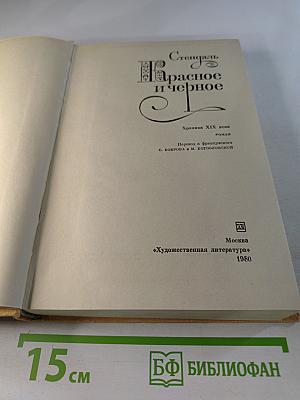 Стендаль
Красное
и черное
Хроника XIX века
роман
Перевод с французского
С. БОБРОВА и М. БОГОСЛОВСКОЙ
Москва
«Художественная литература»
1980
15 см
БФ БИБЛИОФАН